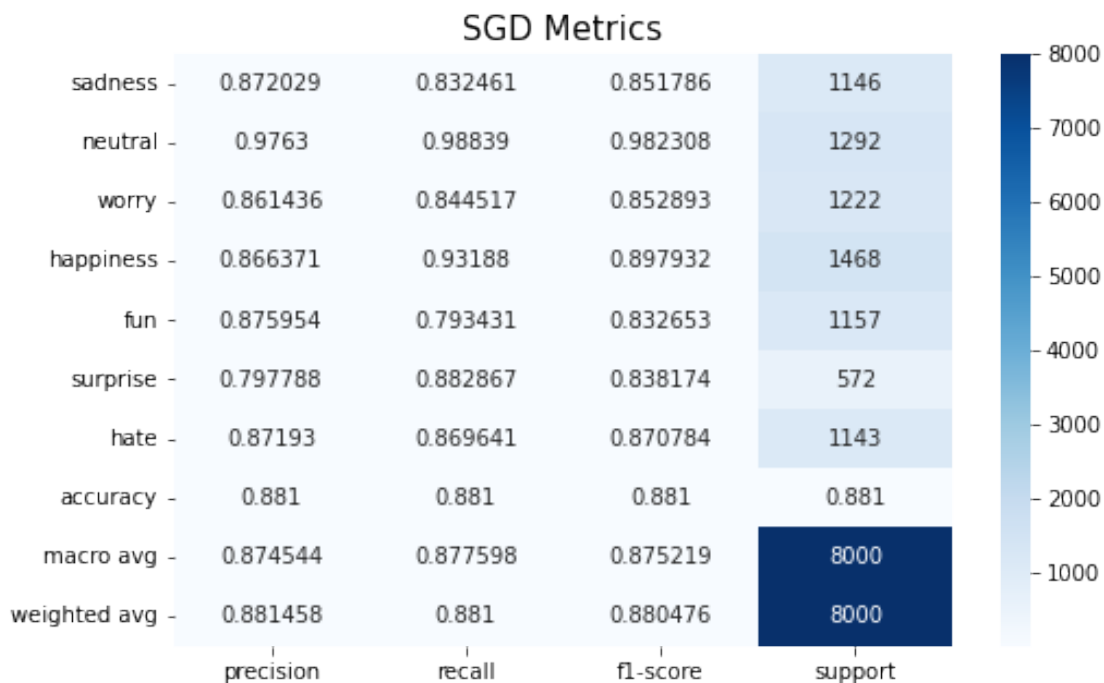 SGD Metrics
sadness 0.872029 0.832461 0.851786 1146
neutral 0.9763 0.98839 0.982308 1292
worry 0.861436 0.844517 0.852893 1222
happiness 0.866371 0.93188 0.897932 1468
fun 0.875954 0.793431 0.832653 1157
surprise 0.797788 0.882867 0.838174 572
hate 0.87193 0.869641 0.870784 1143
accuracy 0.881 0.881 0.881 0.881
macro avg 0.874544 0.877598 0.875219 8000
weighted avg 0.881458 0.881 0.880476 8000
precision recall f1-score support
8000
7000
6000
5000
4000
3000
2000
1000